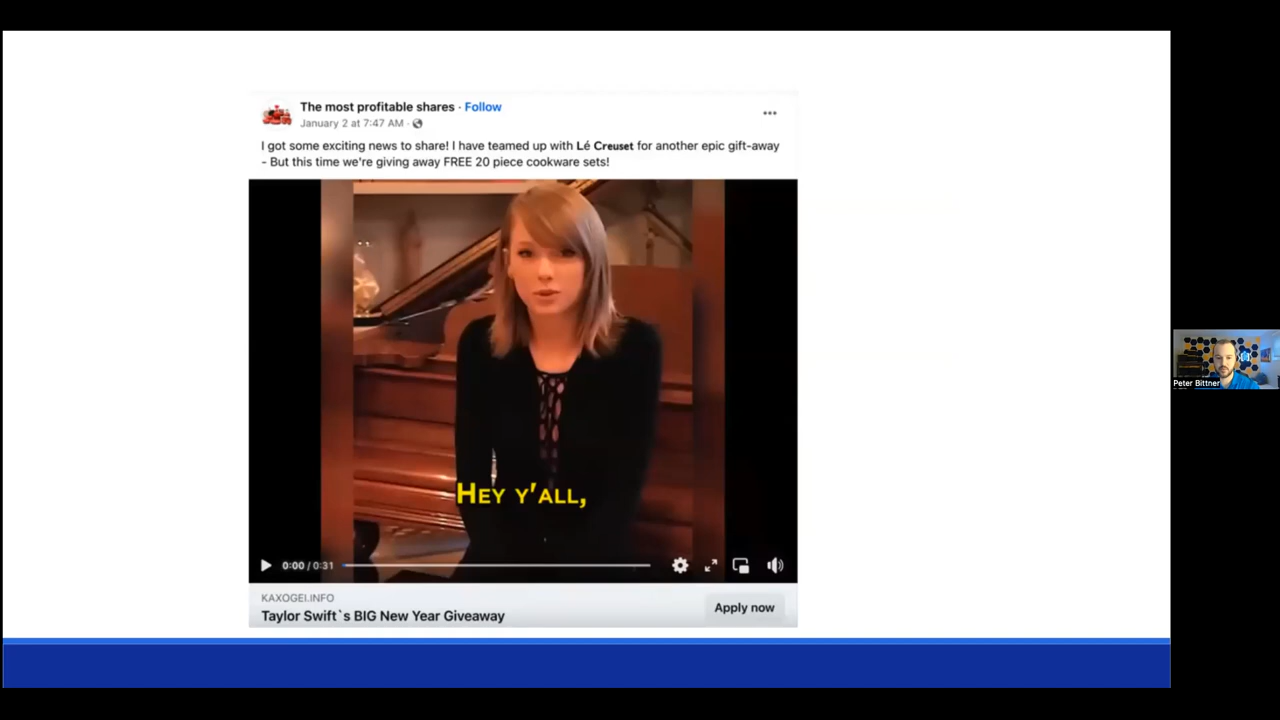 The most profitable shares · Follow
January 2 at 7:47 AM ·
I got some exciting news to share! I have teamed up with Lé Creuset for another epic gift-away
- But this time we're giving away FREE 20 piece cookware sets!
HEY Y'ALL,
0:00 / 0:31
KAXOGEI.INFO
Taylor Swift`s BIG New Year Giveaway
Apply now
Peter Bittner